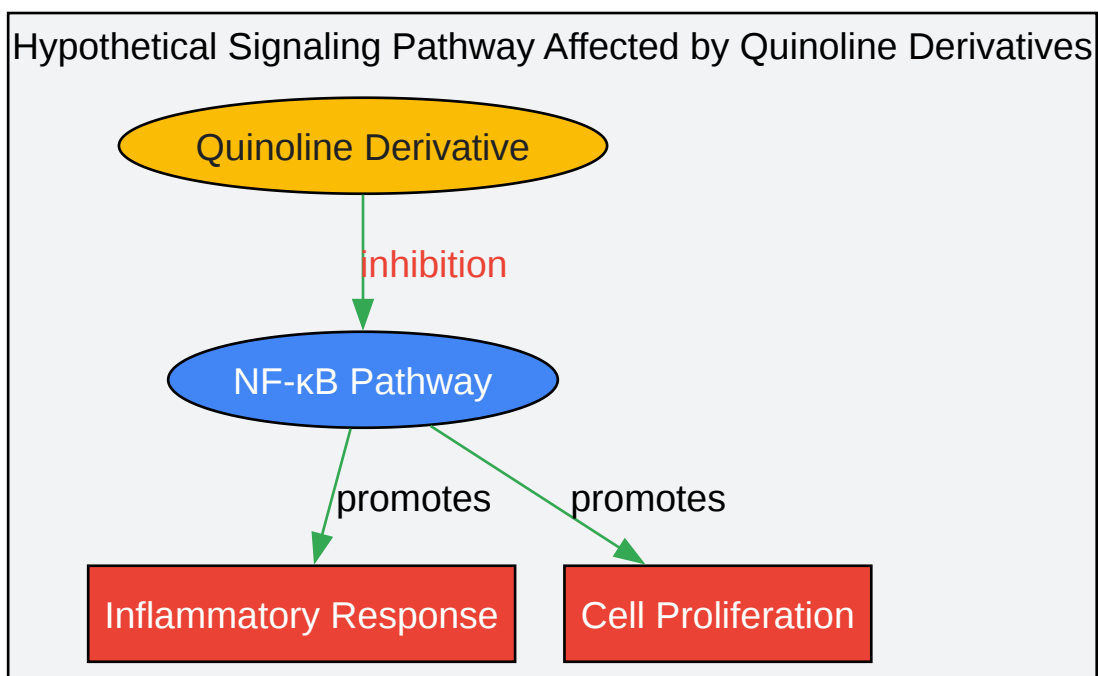 Hypothetical Signaling Pathway Affected by Quinoline Derivatives
Quinoline Derivative
inhibition
NF-κB Pathway
promotes
promotes
Inflammatory Response
Cell Proliferation